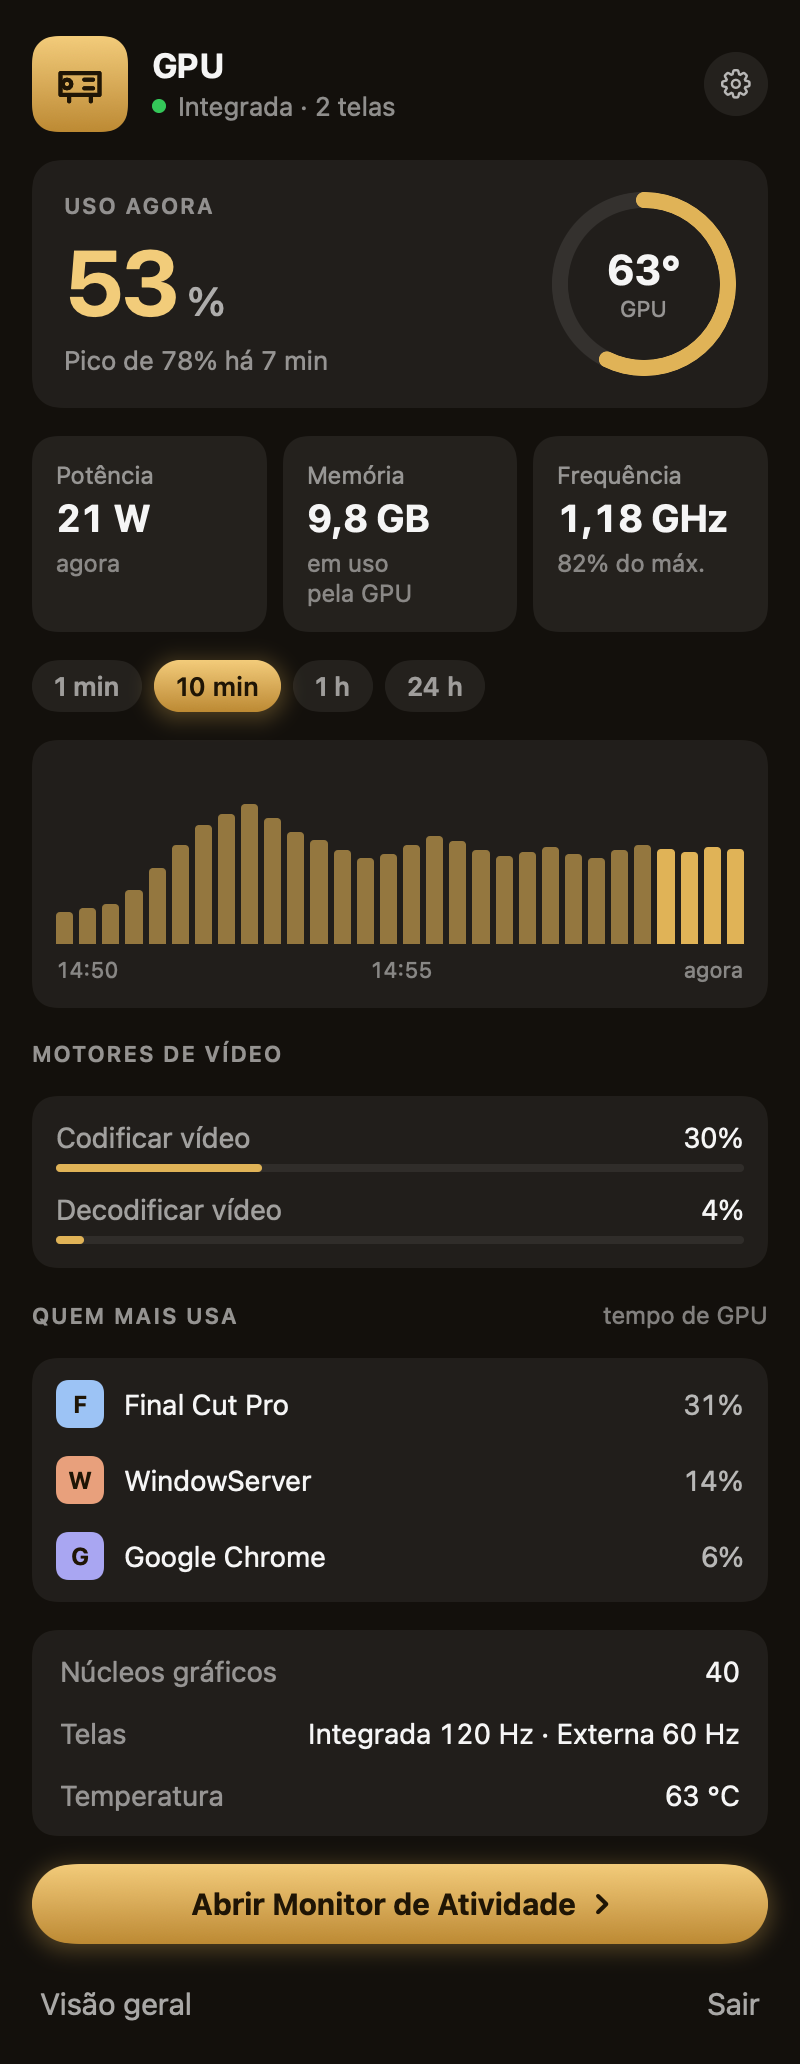 GPU
Integrada · 2 telas
USO AGORA
53 %
Pico de 78% há 7 min
63°
GPU
Potência
21 W
agora
Memória
9,8 GB
em uso
pela GPU
Frequência
1,18 GHz
82% do máx.
1 min
10 min
1 h
24 h
14:50
14:55
agora
MOTORES DE VÍDEO
Codificar vídeo 30%
Decodificar vídeo 4%
QUEM MAIS USA tempo de GPU
F Final Cut Pro 31%
W WindowServer 14%
G Google Chrome 6%
Núcleos gráficos 40
Telas Integrada 120 Hz · Externa 60 Hz
Temperatura 63 °C
Abrir Monitor de Atividade
Visão geral Sair